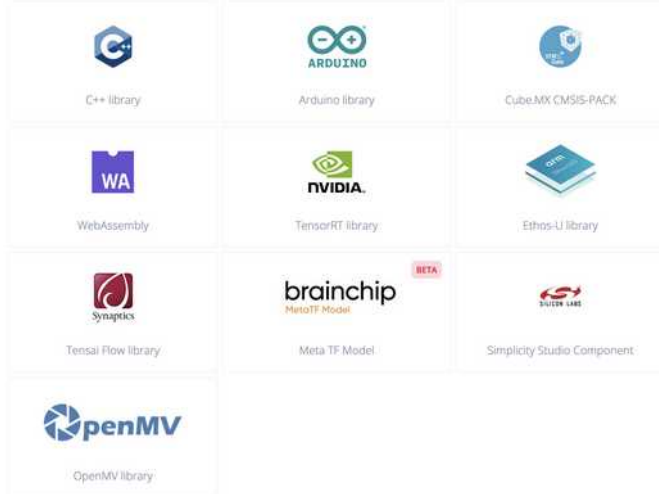 C++
ARDUINO
C++ library
Arduino library
Cube.MX CMSIS-PACK
WA
NVIDIA.
arm
WebAssembly
TensorRT library
Ethos-U library
BETA
brainchip
MetaTF Model
Synaptics
SILICON LABS
Tensai Flow library
Meta TF Model
Simplicity Studio Component
OpenMV
OpenMV library